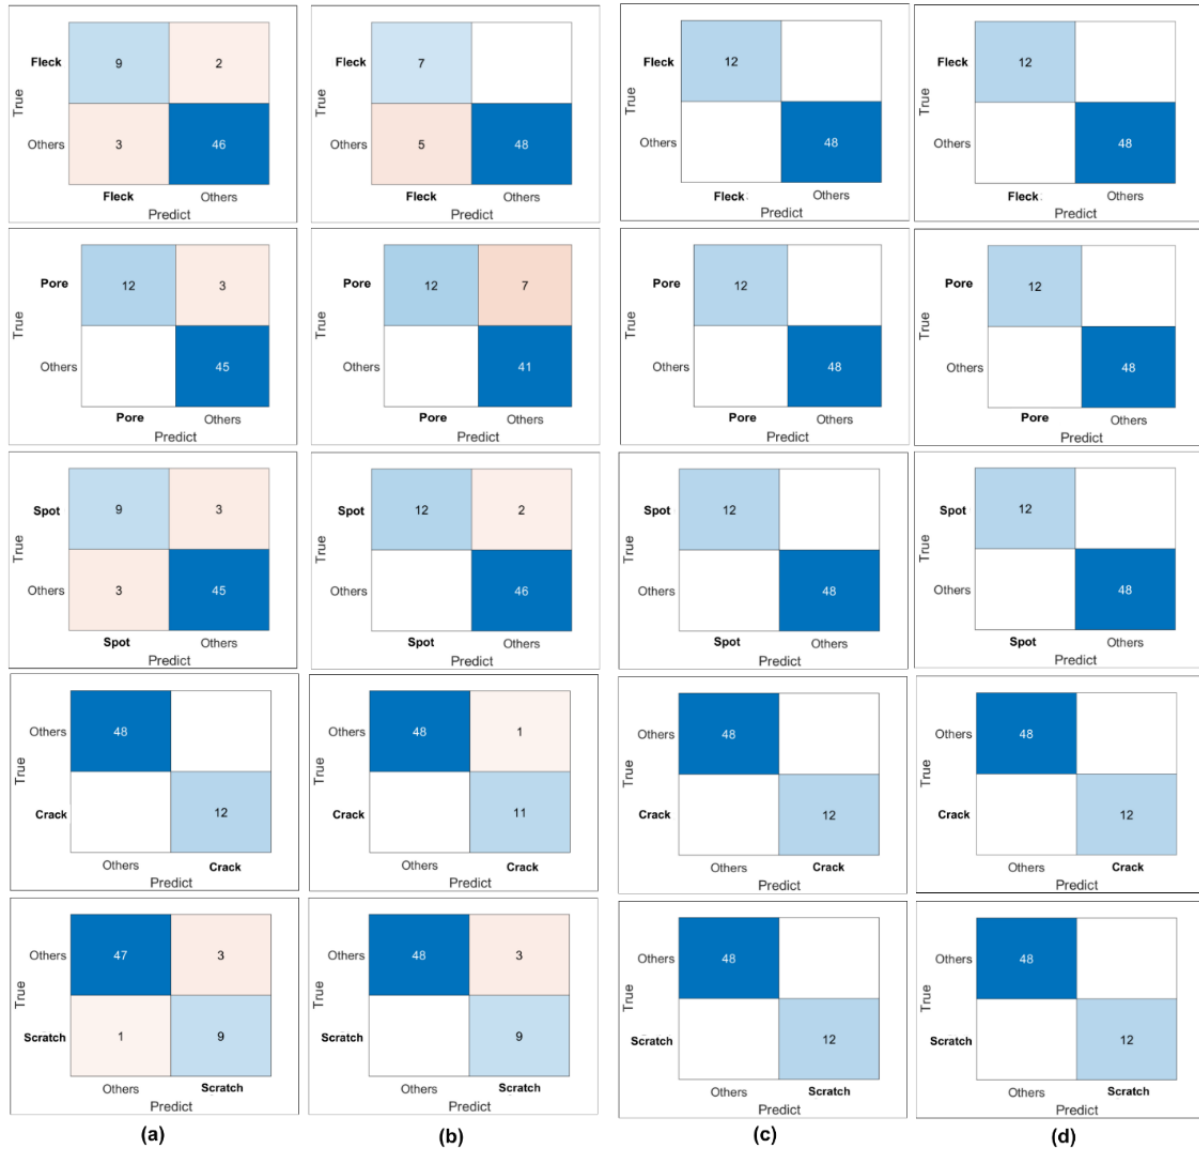 Fleck 9 2
True
Others 3 46
Fleck Others
Predict
Fleck 7
True
Others 5 48
Fleck Others
Predict
Fleck 12
True
Others 48
Fleck Others
Predict
Fleck 12
True
Others 48
Fleck Others
Predict
Pore 12 3
True
Others 45
Pore Others
Predict
Pore 12 7
True
Others 41
Pore Others
Predict
Pore 12
True
Others 48
Pore Others
Predict
Pore 12
True
Others 48
Pore Others
Predict
Spot 9 3
True
Others 3 45
Spot Others
Predict
Spot 12 2
True
Others 46
Spot Others
Predict
Spot 12
True
Others 48
Spot Others
Predict
Spot 12
True
Others 48
Spot Others
Predict
Others 48
True
Crack 12
Others Crack
Predict
Others 48 1
True
Crack 11
Others Crack
Predict
Others 48
True
Crack 12
Others Crack
Predict
Others 48
True
Crack 12
Others Crack
Predict
Others 47 3
True
Scratch 1 9
Others Scratch
Predict
Others 48 3
True
Scratch 9
Others Scratch
Predict
Others 48
True
Scratch 12
Others Scratch
Predict
Others 48
True
Scratch 12
Others Scratch
Predict
(a) (b) (c) (d)